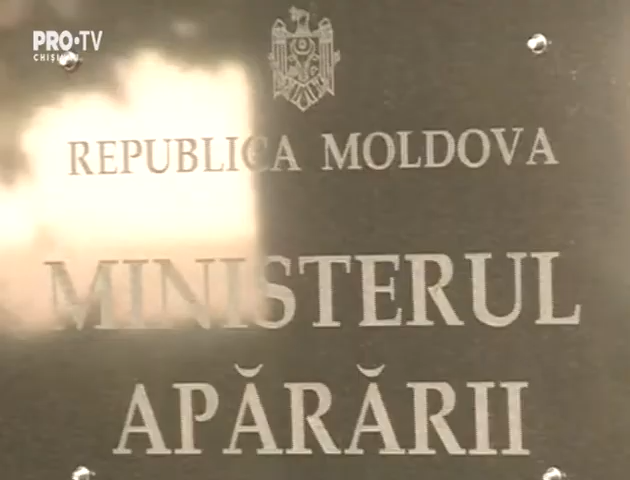 PRO•TV
CHIȘINĂU
REPUBLICA MOLDOVA
MINISTERUL
APĂRĂRII